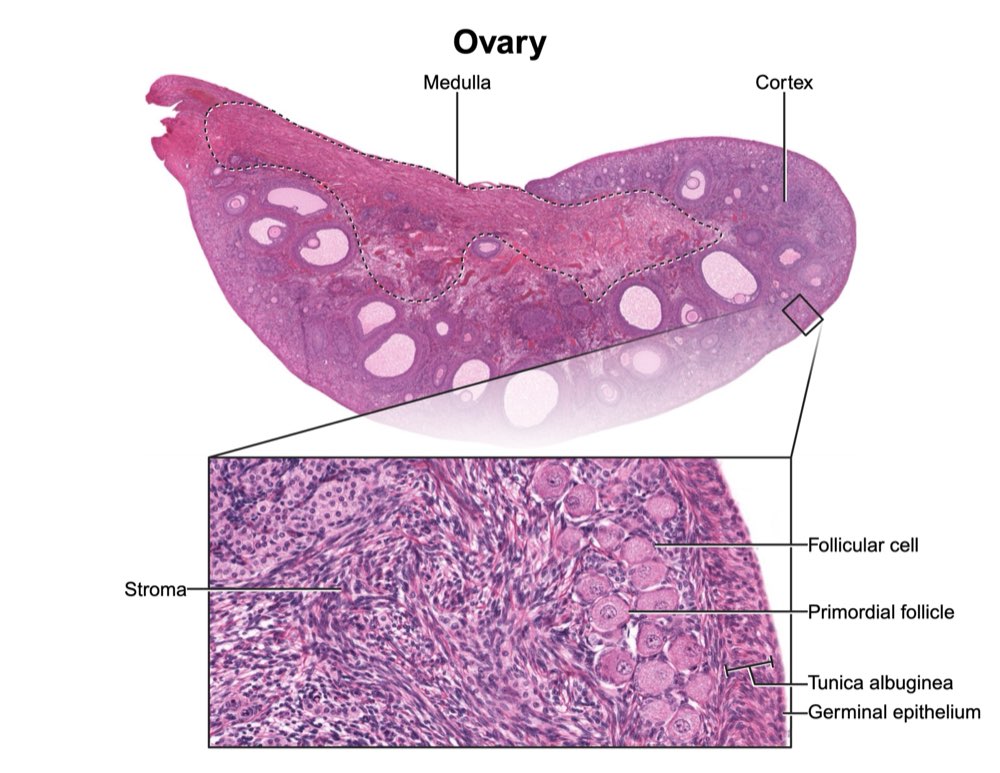 Ovary
Medulla
Cortex
Follicular cell
Stroma
Primordial follicle
Tunica albuginea
Germinal epithelium